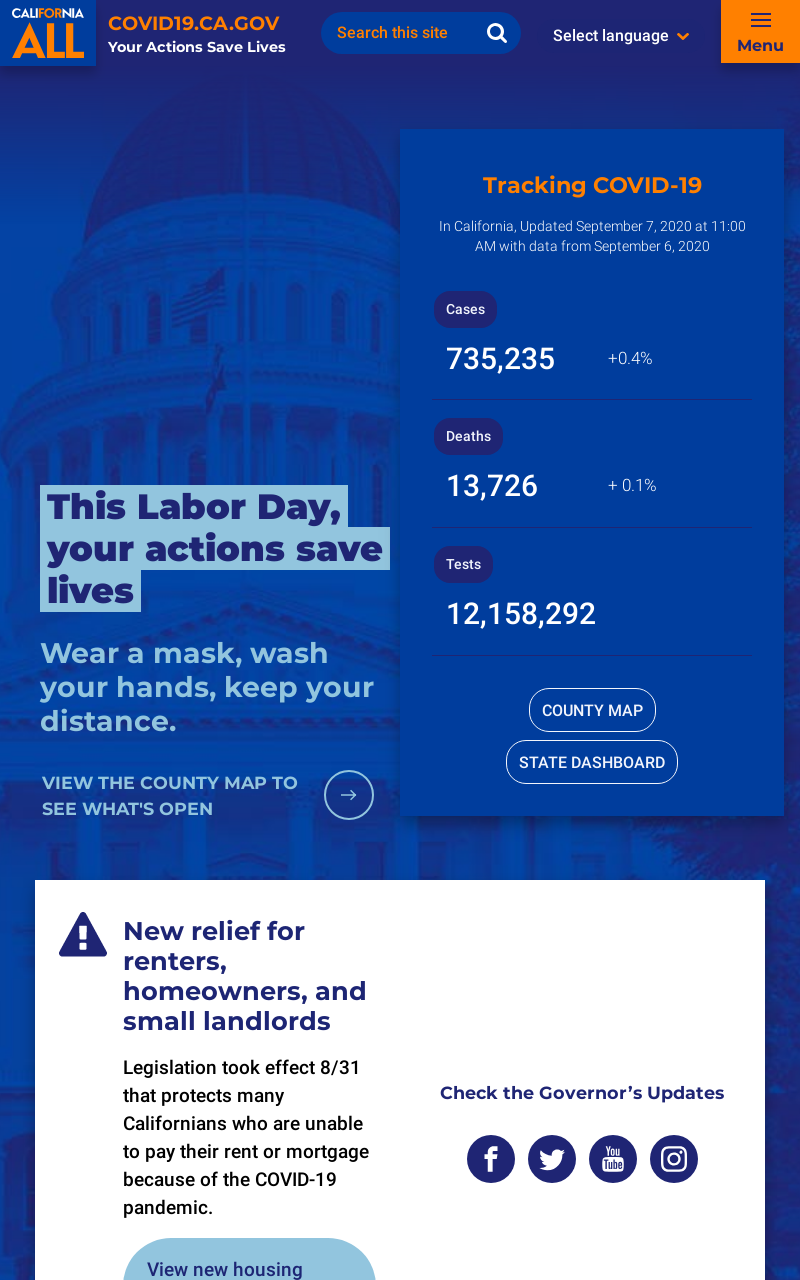 CALIFORNIA
ALL
COVID19.CA.GOV
Your Actions Save Lives
Search this site
Select language
Menu
Tracking COVID-19
In California, Updated September 7, 2020 at 11:00
AM with data from September 6, 2020
Cases
735,235 +0.4%
Deaths
13,726 + 0.1%
Tests
12,158,292
COUNTY MAP
STATE DASHBOARD
This Labor Day,
your actions save
lives
Wear a mask, wash
your hands, keep your
distance.
VIEW THE COUNTY MAP TO
SEE WHAT'S OPEN
New relief for
renters,
homeowners, and
small landlords
Legislation took effect 8/31
that protects many
Californians who are unable
to pay their rent or mortgage
because of the COVID-19
pandemic.
View new housing
Check the Governor’s Updates
You
Tube